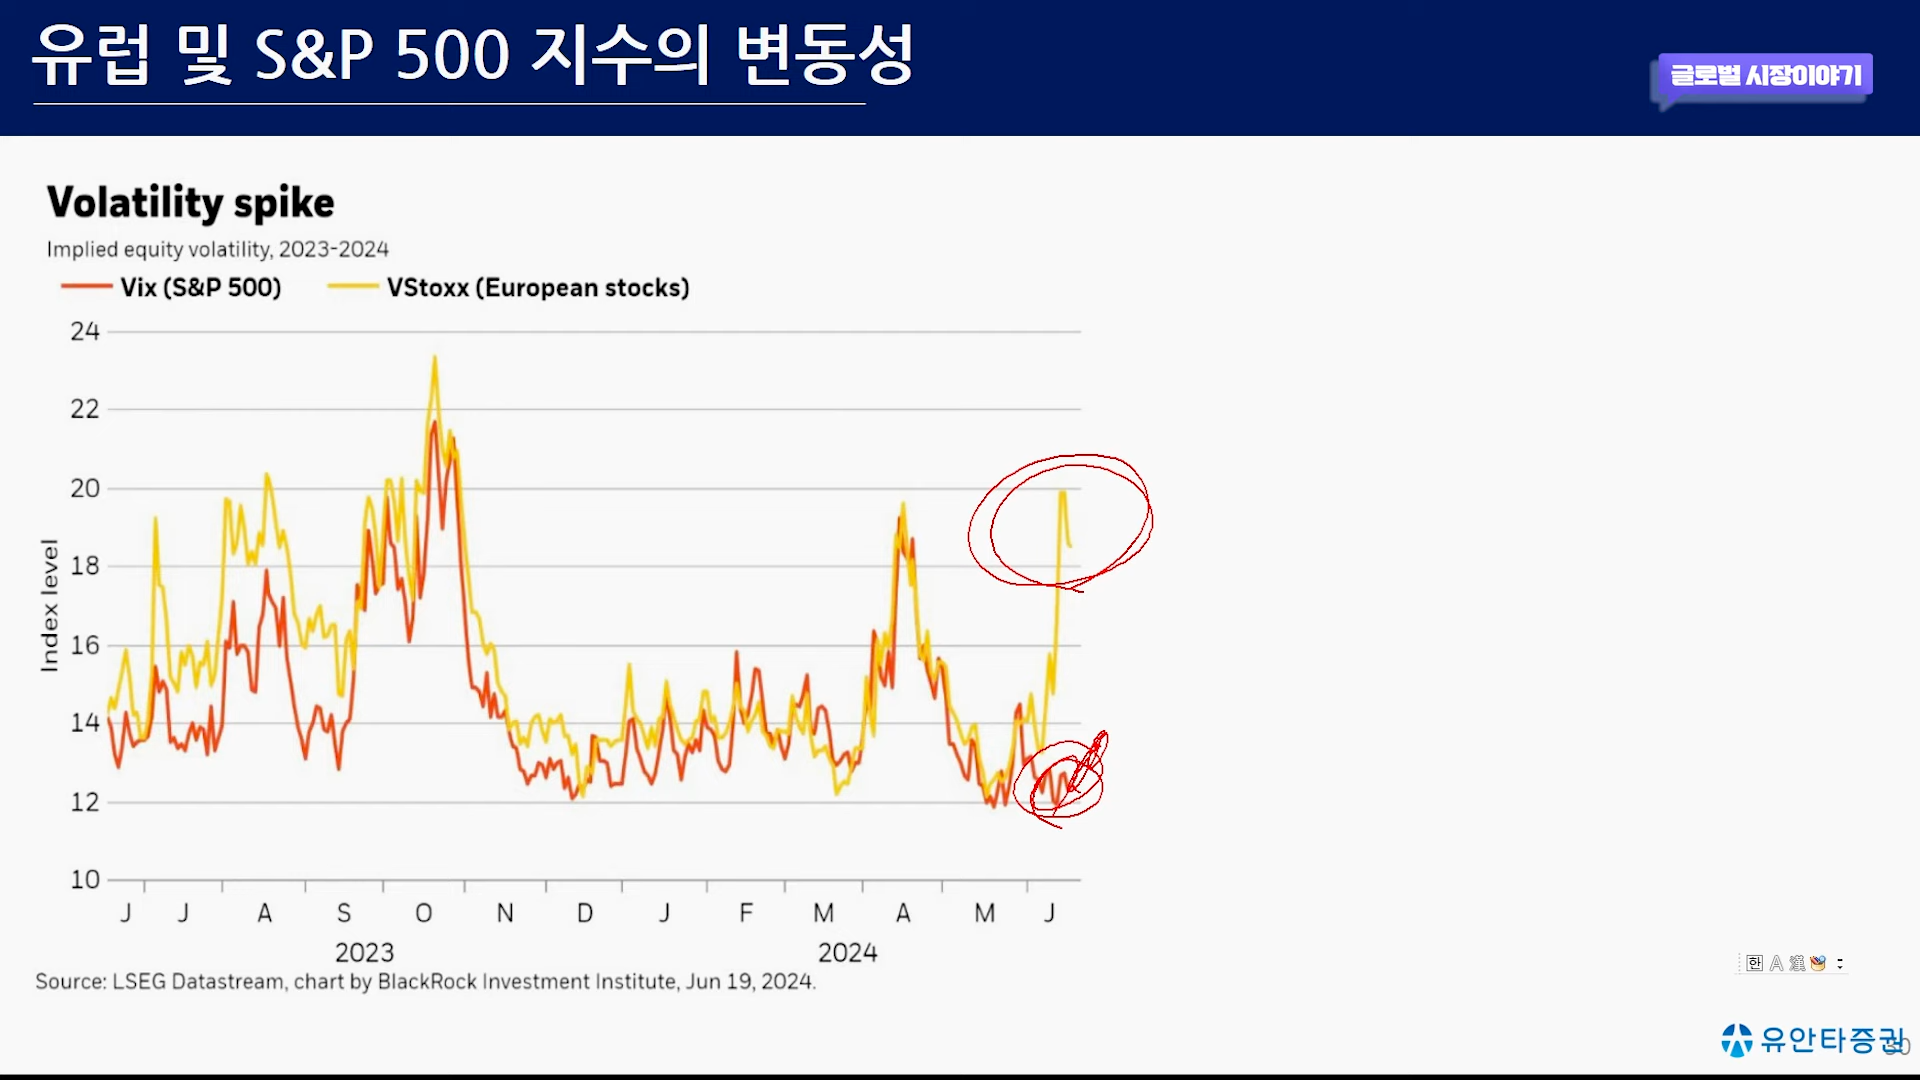 유럽 및 S&P 500 지수의 변동성
글로벌 시장이야기
Volatility spike
Implied equity volatility, 2023-2024
Vix (S&P 500) VStoxx (European stocks)
24
22
20
18
16
14
12
10
Index level
J J A S O N D J F M A M J
2023 2024
Source: LSEG Datastream, chart by BlackRock Investment Institute, Jun 19, 2024.
한 A 漢
유안타증권
30